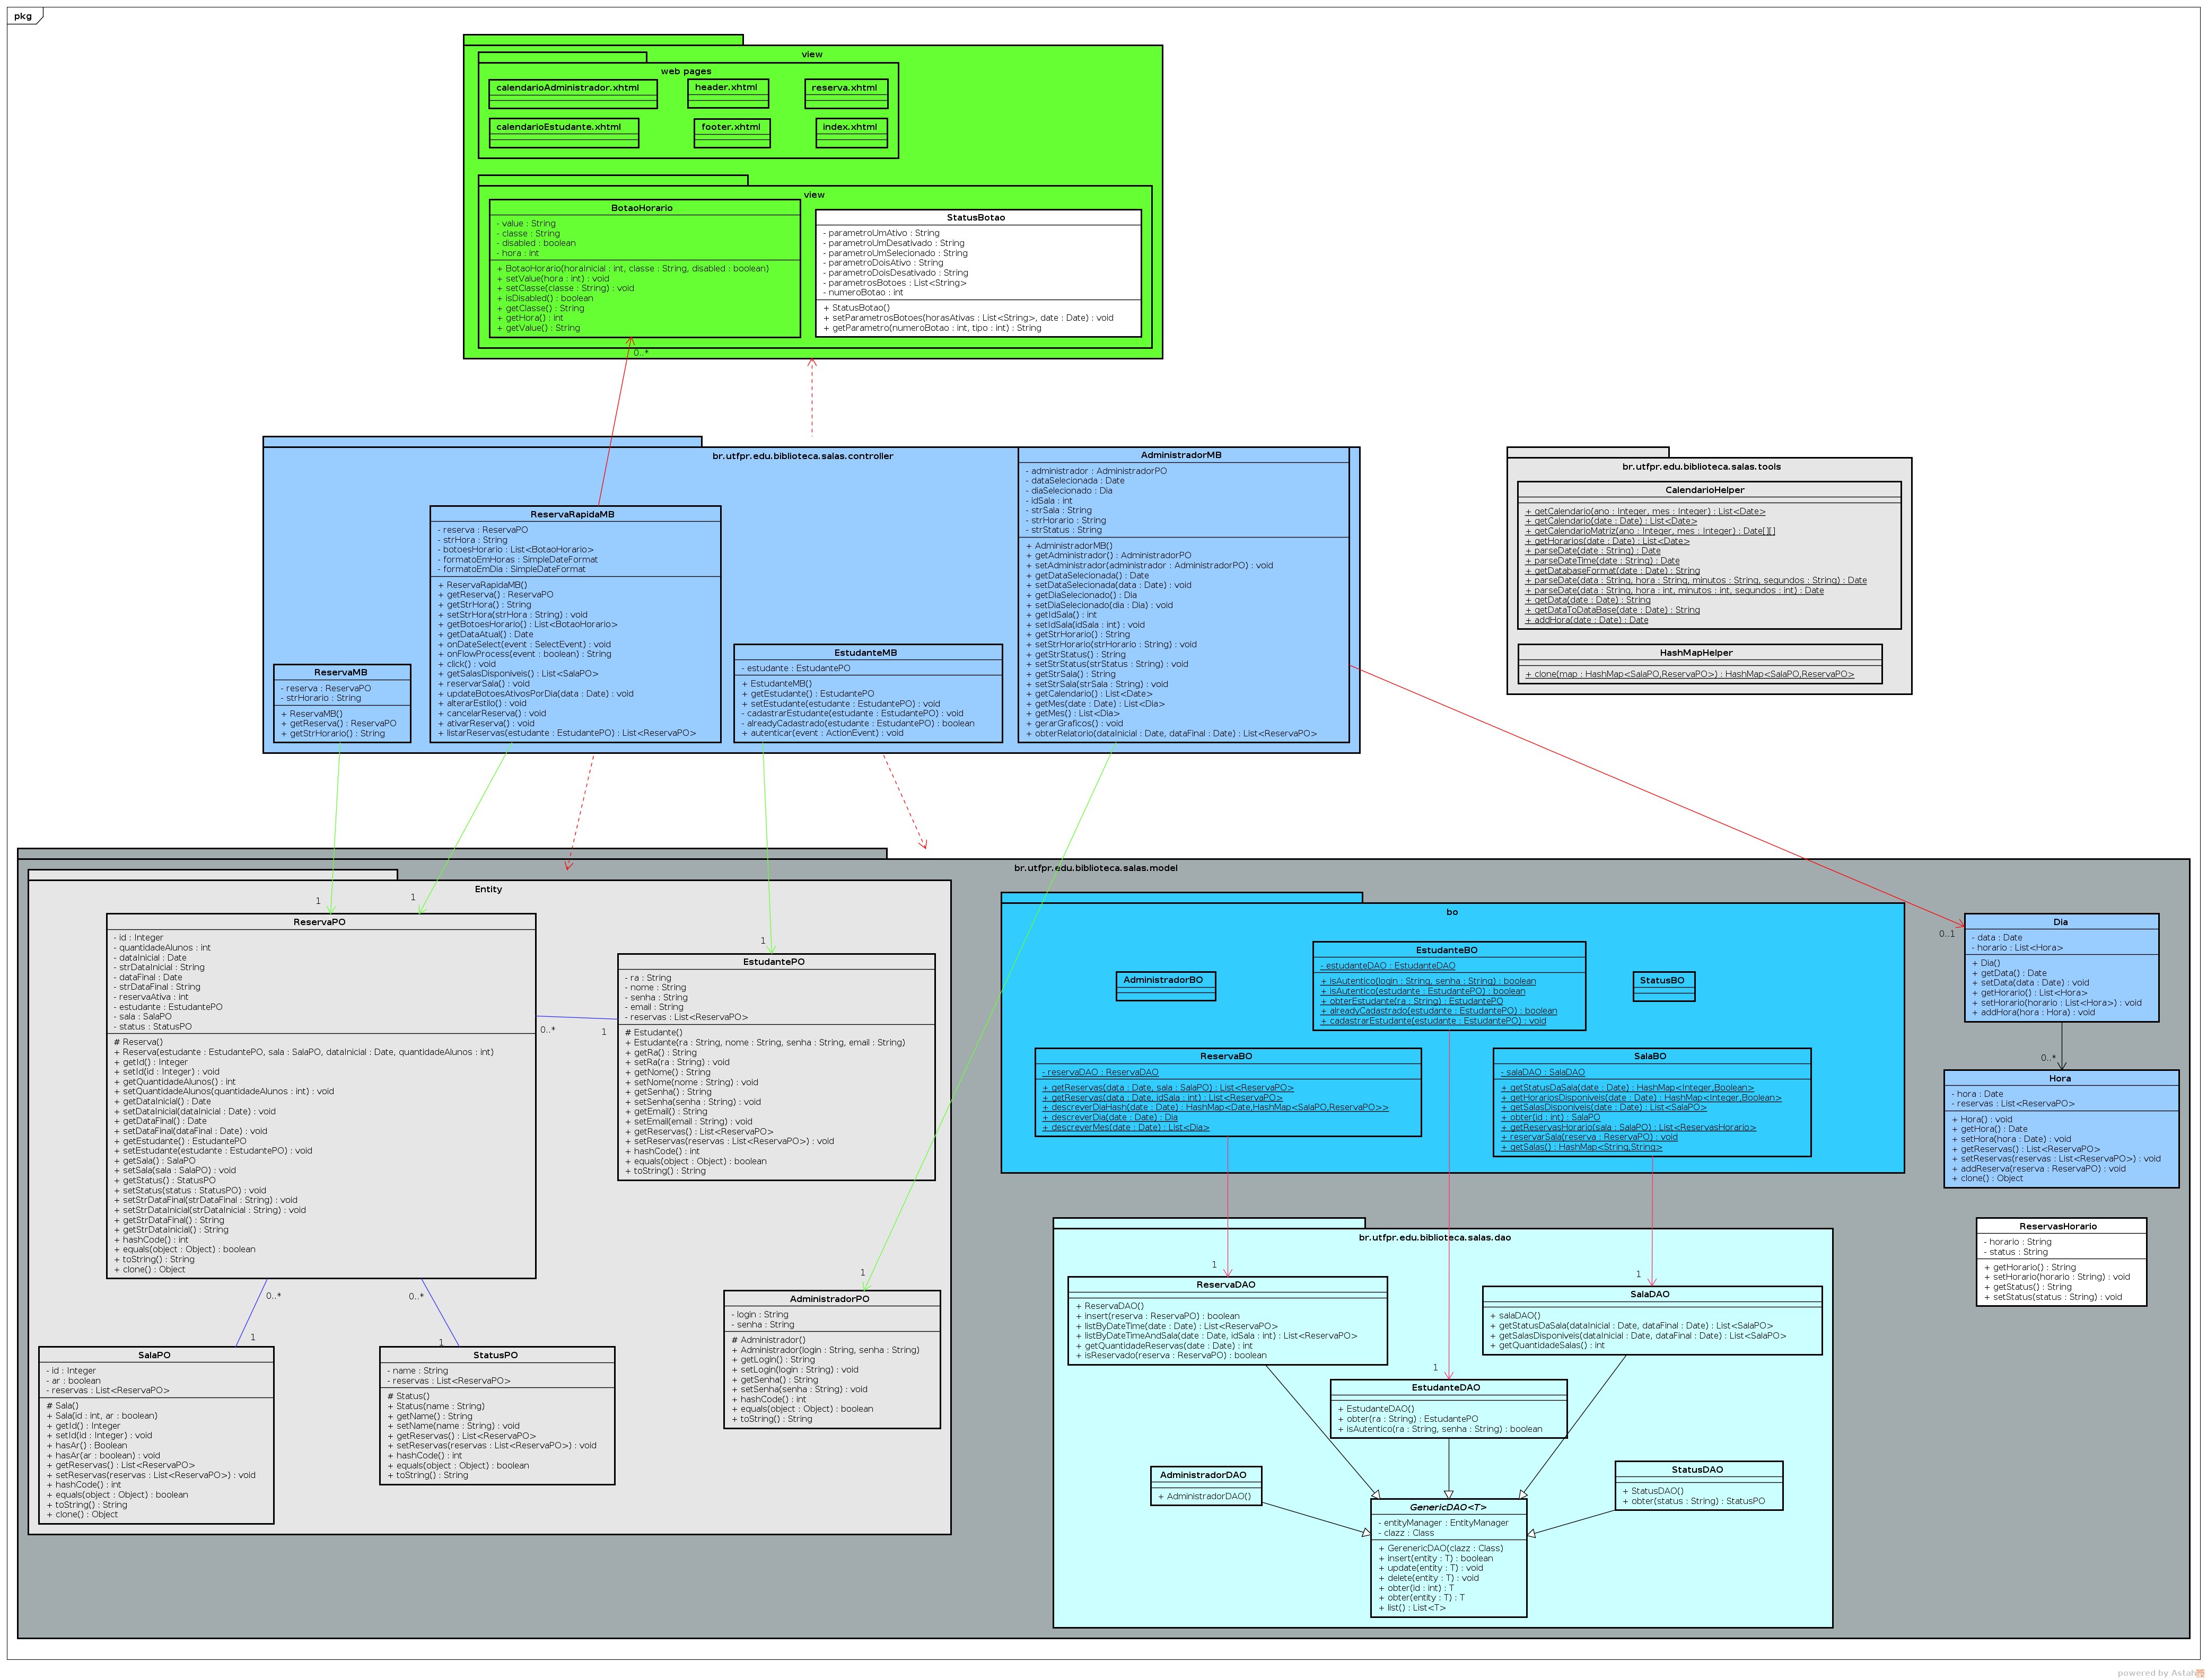 pkg
view
web pages
calendarioAdministrador.xhtml
header.xhtml
reserva.xhtml
calendarioEstudante.xhtml
footer.xhtml
index.xhtml
view
BotaoHorario
- value : String
- classe : String
- disabled : boolean
- hora : int
+ BotaoHorario(horaInicial : int, classe : String, disabled : boolean)
+ setValue(hora : int) : void
+ setClasse(classe : String) : void
+ isDisabled() : boolean
+ getClasse() : String
+ getHora() : int
+ getValue() : String
StatusBotao
- parametroUmAtivo : String
- parametroUmDesativado : String
- parametroUmSelecionado : String
- parametroDoisAtivo : String
- parametroDoisDesativado : String
- parametrosBotoes : List<String>
- numeroBotao : int
+ StatusBotao()
+ setParametrosBotoes(horasAtivas : List<String>, date : Date) : void
+ getParametro(numeroBotao : int, tipo : int) : String
0..*
br.utfpr.edu.biblioteca.salas.controller
ReservaMB
- reserva : ReservaPO
- strHorario : String
+ ReservaMB()
+ getReserva() : ReservaPO
+ getStrHorario() : String
ReservaRapidaMB
- reserva : ReservaPO
- strHora : String
- botoesHorario : List<BotaoHorario>
- formatoEmHoras : SimpleDateFormat
- formatoEmDia : SimpleDateFormat
+ ReservaRapidaMB()
+ getReserva() : ReservaPO
+ getStrHora() : String
+ setStrHora(strHora : String) : void
+ getBotoesHorario() : List<BotaoHorario>
+ getDataAtual() : Date
+ onDateSelect(event : SelectEvent) : void
+ onFlowProcess(event : boolean) : String
+ click() : void
+ getSalasDisponiveis() : List<SalaPO>
+ reservarSala() : void
+ updateBotoesAtivosPorDia(data : Date) : void
+ alterarEstilo() : void
+ cancelarReserva() : void
+ ativarReserva() : void
+ listarReservas(estudante : EstudantePO) : List<ReservaPO>
EstudanteMB
- estudante : EstudantePO
+ EstudanteMB()
+ getEstudante() : EstudantePO
+ setEstudante(estudante : EstudantePO) : void
- cadastrarEstudante(estudante : EstudantePO) : void
- alreadyCadastrado(estudante : EstudantePO) : boolean
+ autenticar(event : ActionEvent) : void
AdministradorMB
- administrador : AdministradorPO
- dataSelecionada : Date
- diaSelecionado : Dia
- idSala : int
- strSala : String
- strHorario : String
- strStatus : String
+ AdministradorMB()
+ getAdministrador() : AdministradorPO
+ setAdministrador(administrador : AdministradorPO) : void
+ getDataSelecionada() : Date
+ setDataSelecionada(data : Date) : void
+ getDiaSelecionado() : Dia
+ setDiaSelecionado(dia : Dia) : void
+ getIdSala() : int
+ setIdSala(idSala : int) : void
+ getStrHorario() : String
+ setStrHorario(strHorario : String) : void
+ getStrStatus() : String
+ setStrStatus(strStatus : String) : void
+ getStrSala() : String
+ setStrSala(strSala : String) : void
+ getCalendario() : List<Date>
+ getMes(date : Date) : List<Dia>
+ getMes() : List<Dia>
+ gerarGraficos() : void
+ obterRelatorio(dataInicial : Date, dataFinal : Date) : List<ReservaPO>
br.utfpr.edu.biblioteca.salas.tools
CalendarioHelper
+ getCalendario(ano : Integer, mes : Integer) : List<Date>
+ getCalendario(date : Date) : List<Date>
+ getCalendarioMatriz(ano : Integer, mes : Integer) : Date[][]
+ getHorarios(date : Date) : List<Date>
+ parseDate(date : String) : Date
+ parseDateTime(date : String) : Date
+ getDatabaseFormat(date : Date) : String
+ parseDate(data : String, hora : String, minutos : String, segundos : String) : Date
+ parseDate(data : String, hora : int, minutos : int, segundos : int) : Date
+ getData(date : Date) : String
+ getDataToDataBase(date : Date) : String
+ addHora(date : Date) : Date
HashMapHelper
+ clone(map : HashMap<SalaPO,ReservaPO>) : HashMap<SalaPO,ReservaPO>
br.utfpr.edu.biblioteca.salas.model
Entity
1
1
1
1
ReservaPO
- id : Integer
- quantidadeAlunos : int
- dataInicial : Date
- strDataInicial : String
- dataFinal : Date
- strDataFinal : String
- reservaAtiva : int
- estudante : EstudantePO
- sala : SalaPO
- status : StatusPO
# Reserva()
+ Reserva(estudante : EstudantePO, sala : SalaPO, dataInicial : Date, quantidadeAlunos : int)
+ getId() : Integer
+ setId(id : Integer) : void
+ getQuantidadeAlunos() : int
+ setQuantidadeAlunos(quantidadeAlunos : int) : void
+ getDataInicial() : Date
+ setDataInicial(dataInicial : Date) : void
+ getDataFinal() : Date
+ setDataFinal(dataFinal : Date) : void
+ getEstudante() : EstudantePO
+ setEstudante(estudante : EstudantePO) : void
+ getSala() : SalaPO
+ setSala(sala : SalaPO) : void
+ getStatus() : StatusPO
+ setStatus(status : StatusPO) : void
+ setStrDataFinal(strDataFinal : String) : void
+ setStrDataInicial(strDataInicial : String) : void
+ getStrDataFinal() : String
+ getStrDataInicial() : String
+ hashCode() : int
+ equals(object : Object) : boolean
+ toString() : String
+ clone() : Object
0..*
1
EstudantePO
- ra : String
- nome : String
- senha : String
- email : String
- reservas : List<ReservaPO>
# Estudante()
+ Estudante(ra : String, nome : String, senha : String, email : String)
+ getRa() : String
+ setRa(ra : String) : void
+ getNome() : String
+ setNome(nome : String) : void
+ getSenha() : String
+ setSenha(senha : String) : void
+ getEmail() : String
+ setEmail(email : String) : void
+ getReservas() : List<ReservaPO>
+ setReservas(reservas : List<ReservaPO>) : void
+ hashCode() : int
+ equals(object : Object) : boolean
+ toString() : String
0..*
0..*
1
1
SalaPO
- id : Integer
- ar : boolean
- reservas : List<ReservaPO>
# Sala()
+ Sala(id : int, ar : boolean)
+ getId() : Integer
+ setId(id : Integer) : void
+ hasAr() : Boolean
+ hasAr(ar : boolean) : void
+ getReservas() : List<ReservaPO>
+ setReservas(reservas : List<ReservaPO>) : void
+ hashCode() : int
+ equals(object : Object) : boolean
+ toString() : String
+ clone() : Object
StatusPO
- name : String
- reservas : List<ReservaPO>
# Status()
+ Status(name : String)
+ getName() : String
+ setName(name : String) : void
+ getReservas() : List<ReservaPO>
+ setReservas(reservas : List<ReservaPO>) : void
+ hashCode() : int
+ equals(object : Object) : boolean
+ toString() : String
AdministradorPO
- login : String
- senha : String
# Administrador()
+ Administrador(login : String, senha : String)
+ getLogin() : String
+ setLogin(login : String) : void
+ getSenha() : String
+ setSenha(senha : String) : void
+ hashCode() : int
+ equals(object : Object) : boolean
+ toString() : String
bo
AdministradorBO
EstudanteBO
- estudanteDAO : EstudanteDAO
+ isAutentico(login : String, senha : String) : boolean
+ isAutentico(estudante : EstudantePO) : boolean
+ obterEstudante(ra : String) : EstudantePO
+ alreadyCadastrado(estudante : EstudantePO) : boolean
+ cadastrarEstudante(estudante : EstudantePO) : void
StatusBO
ReservaBO
- reservaDAO : ReservaDAO
+ getReservas(data : Date, sala : SalaPO) : List<ReservaPO>
+ getReservas(data : Date, idSala : int) : List<ReservaPO>
+ descreverDiaHash(date : Date) : HashMap<Date,HashMap<SalaPO,ReservaPO>>
+ descreverDia(date : Date) : Dia
+ descreverMes(date : Date) : List<Dia>
SalaBO
- salaDAO : SalaDAO
+ getStatusDaSala(date : Date) : HashMap<Integer,Boolean>
+ getHorariosDisponiveis(date : Date) : HashMap<Integer,Boolean>
+ getSalasDisponiveis(date : Date) : List<SalaPO>
+ obter(id : int) : SalaPO
+ getReservasHorario(sala : SalaPO) : List<ReservasHorario>
+ reservarSala(reserva : ReservaPO) : void
+ getSalas() : HashMap<String,String>
br.utfpr.edu.biblioteca.salas.dao
1
1
1
ReservaDAO
+ ReservaDAO()
+ insert(reserva : ReservaPO) : boolean
+ listByDateTime(date : Date) : List<ReservaPO>
+ listByDateTimeAndSala(date : Date, idSala : int) : List<ReservaPO>
+ getQuantidadeReservas(date : Date) : int
+ isReservado(reserva : ReservaPO) : boolean
SalaDAO
+ salaDAO()
+ getStatusDaSala(dataInicial : Date, dataFinal : Date) : List<SalaPO>
+ getSalasDisponiveis(dataInicial : Date, dataFinal : Date) : List<SalaPO>
+ getQuantidadeSalas() : int
EstudanteDAO
+ EstudanteDAO()
+ obter(ra : String) : EstudantePO
+ isAutentico(ra : String, senha : String) : boolean
AdministradorDAO
+ AdministradorDAO()
StatusDAO
+ StatusDAO()
+ obter(status : String) : StatusPO
GenericDAO<T>
- entityManager : EntityManager
- clazz : Class
+ GerenericDAO(clazz : Class)
+ insert(entity : T) : boolean
+ update(entity : T) : void
+ delete(entity : T) : void
+ obter(id : int) : T
+ obter(entity : T) : T
+ list() : List<T>
0..1
Dia
- data : Date
- horario : List<Hora>
+ Dia()
+ getData() : Date
+ setData(data : Date) : void
+ getHorario() : List<Hora>
+ setHorario(horario : List<Hora>) : void
+ addHora(hora : Hora) : void
0..*
Hora
- hora : Date
- reservas : List<ReservaPO>
+ Hora() : void
+ getHora() : Date
+ setHora(hora : Date) : void
+ getReservas() : List<ReservaPO>
+ setReservas(reservas : List<ReservaPO>) : void
+ addReserva(reserva : ReservaPO) : void
+ clone() : Object
ReservasHorario
- horario : String
- status : String
+ getHorario() : String
+ setHorario(horario : String) : void
+ getStatus() : String
+ setStatus(status : String) : void
powered by Astah